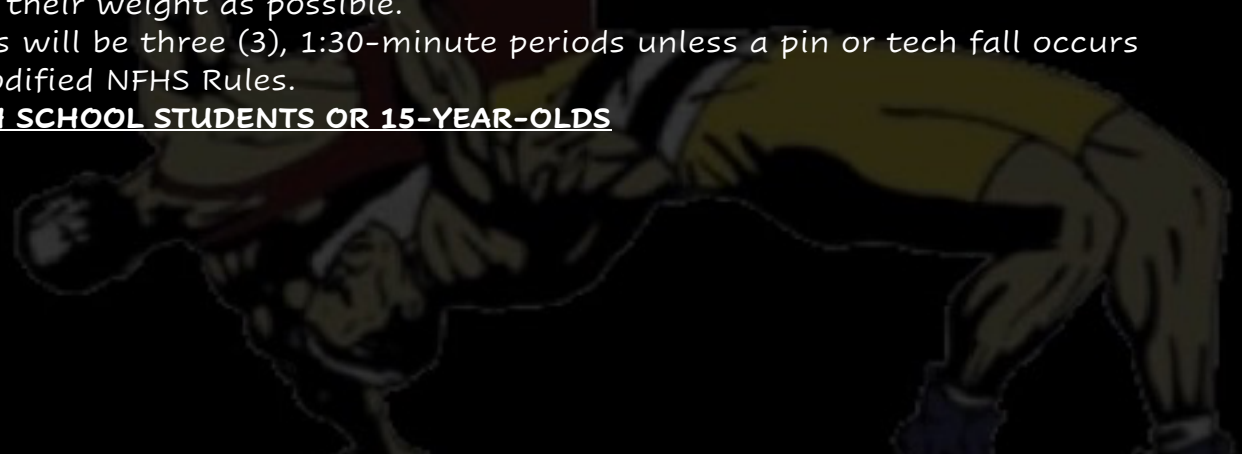 their weight as possible.
s will be three (3), 1:30-minute periods unless a pin or tech fall occurs
odified NFHS Rules.
H SCHOOL STUDENTS OR 15-YEAR-OLDS